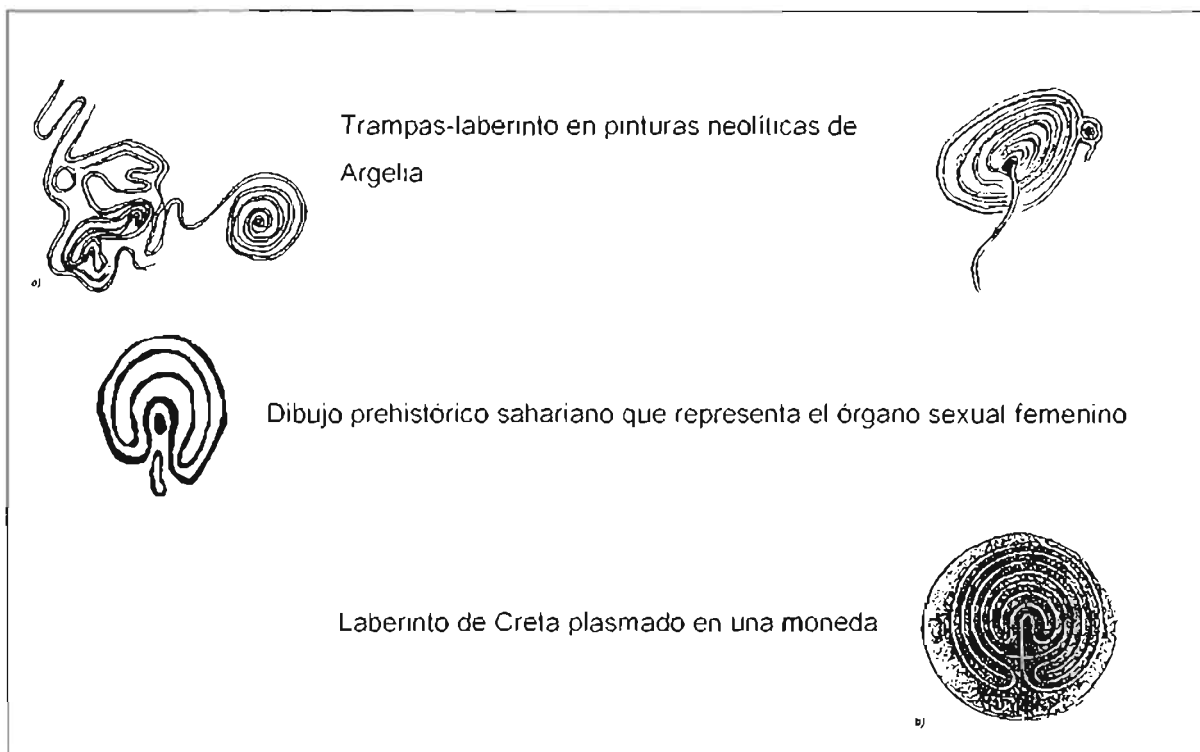 Trampas-laberinto en pinturas neolíticas de
Argelia
a)
Dibujo prehistórico sahariano que representa el órgano sexual femenino
Laberinto de Creta plasmado en una moneda
b)